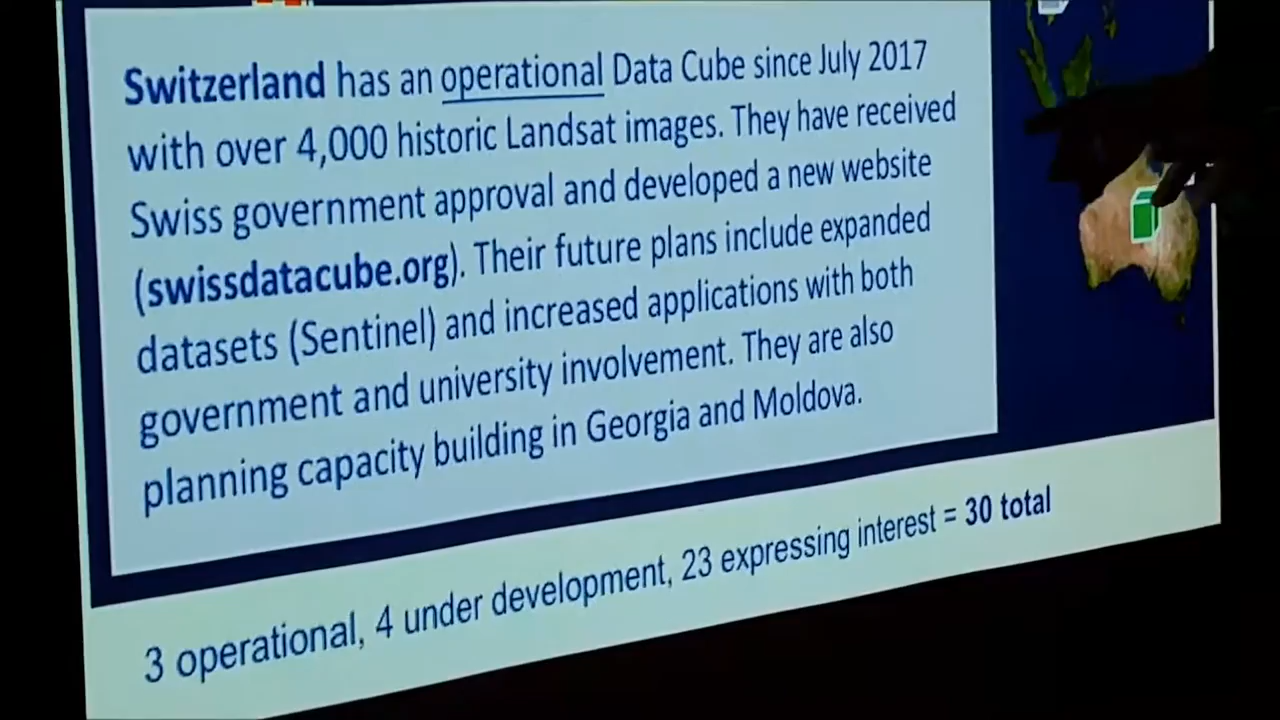 Switzerland has an operational Data Cube since July 2017
with over 4,000 historic Landsat images. They have received
Swiss government approval and developed a new website
(swissdatacube.org). Their future plans include expanded
datasets (Sentinel) and increased applications with both
government and university involvement. They are also
planning capacity building in Georgia and Moldova.
3 operational, 4 under development, 23 expressing interest = 30 total